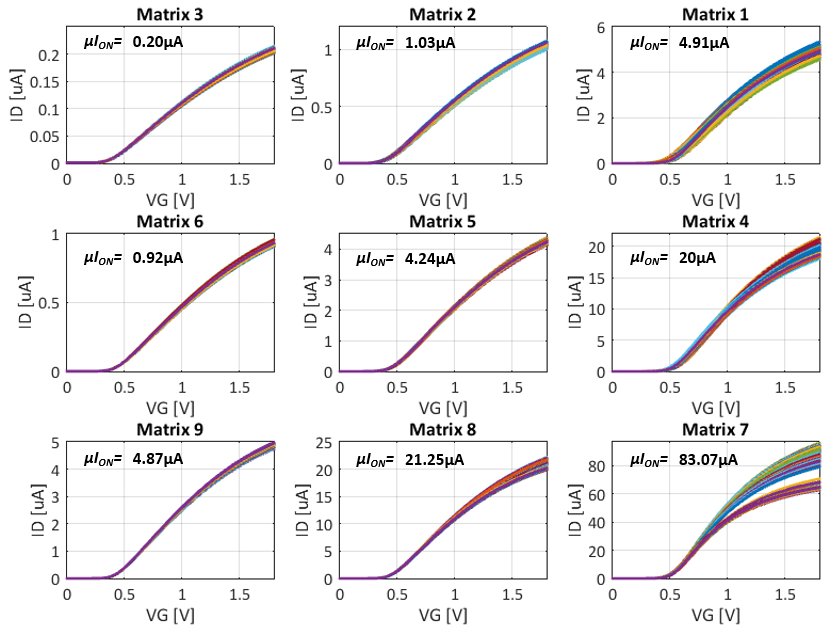 Matrix 3
μI_ON= 0.20μA
ID [uA]
0.2
0.15
0.1
0.05
0
0 0.5 1 1.5
VG [V]
Matrix 2
μI_ON= 1.03μA
ID [uA]
1
0.5
0
0 0.5 1 1.5
VG [V]
Matrix 1
μI_ON= 4.91μA
ID [uA]
6
4
2
0
0 0.5 1 1.5
VG [V]
Matrix 6
μI_ON= 0.92μA
ID [uA]
1
0.5
0
0 0.5 1 1.5
VG [V]
Matrix 5
μI_ON= 4.24μA
ID [uA]
4
3
2
1
0
0 0.5 1 1.5
VG [V]
Matrix 4
μI_ON= 20μA
ID [uA]
20
15
10
5
0
0 0.5 1 1.5
VG [V]
Matrix 9
μI_ON= 4.87μA
ID [uA]
5
4
3
2
1
0
0 0.5 1 1.5
VG [V]
Matrix 8
μI_ON= 21.25μA
ID [uA]
25
20
15
10
5
0
0 0.5 1 1.5
VG [V]
Matrix 7
μI_ON= 83.07μA
ID [uA]
80
60
40
20
0
0 0.5 1 1.5
VG [V]